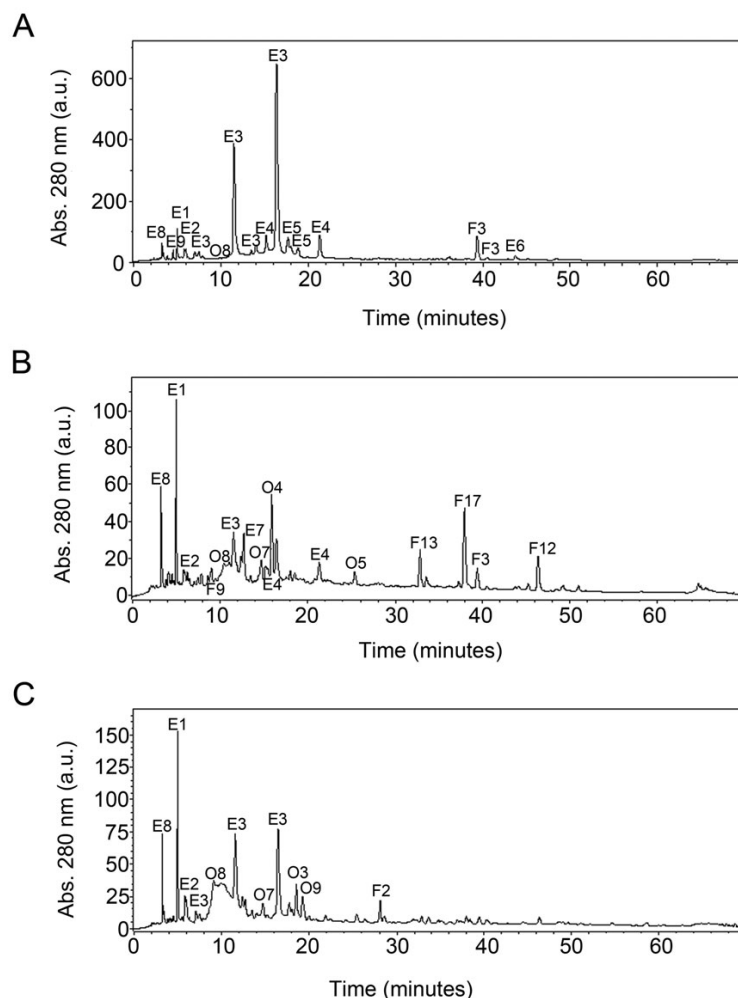 A
Abs. 280 nm (a.u.)
600
400
200
0
E8
E9
E1
E2
E3
O8
E3
E3
E4
E3
E5
E5
E4
F3
F3
E6
0 10 20 30 40 50 60
Time (minutes)
B
Abs. 280 nm (a.u.)
100
80
60
40
20
0
E8
E1
E2
F9
O8
E3
E7
O7
E4
O4
E4
O5
F13
F17
F3
F12
0 10 20 30 40 50 60
Time (minutes)
C
Abs. 280 nm (a.u.)
150
125
100
75
50
25
0
E8
E1
E2
E3
O8
E3
O7
E3
O3
O9
F2
0 10 20 30 40 50 60
Time (minutes)